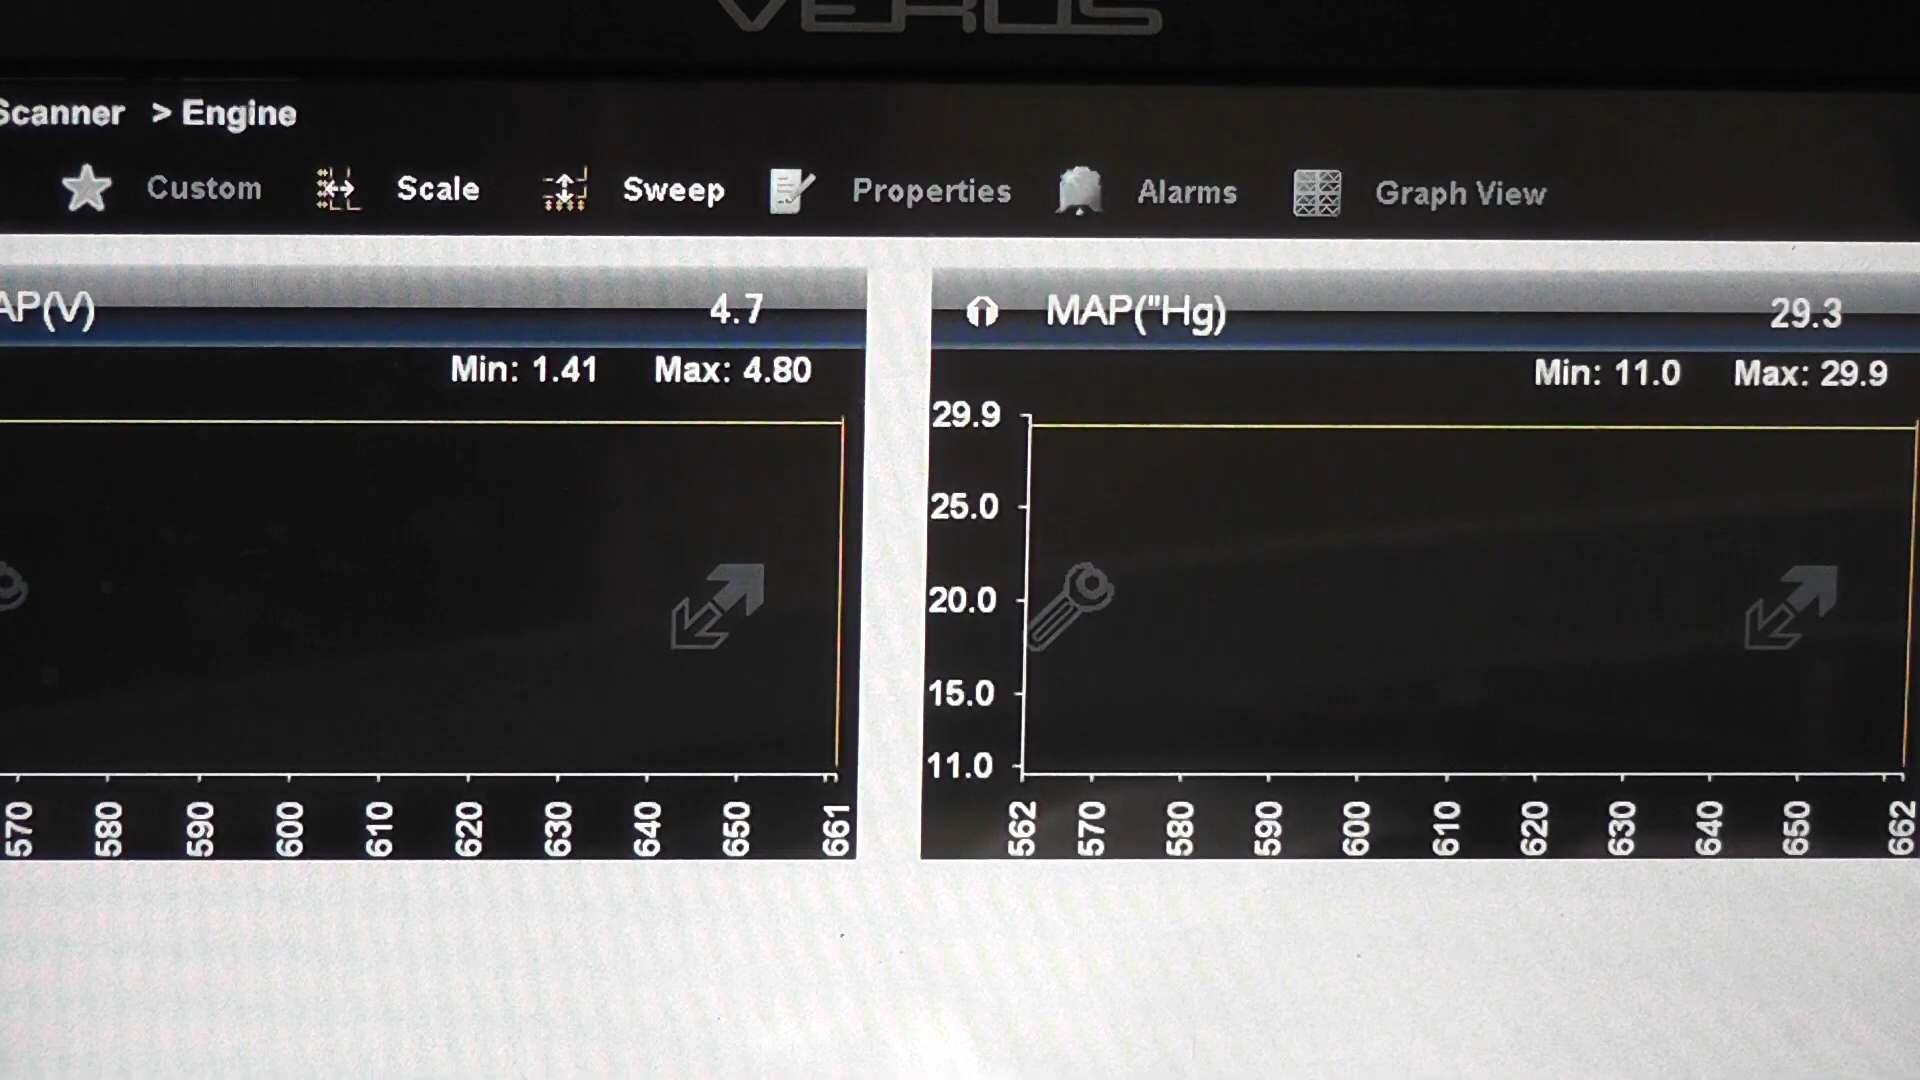 VERUS
Scanner > Engine
Custom Scale Sweep Properties Alarms Graph View
AP(V) 4.7
Min: 1.41 Max: 4.80
570 580 590 600 610 620 630 640 650 661
MAP("Hg) 29.3
Min: 11.0 Max: 29.9
29.9
25.0
20.0
15.0
11.0
562 570 580 590 600 610 620 630 640 650 662